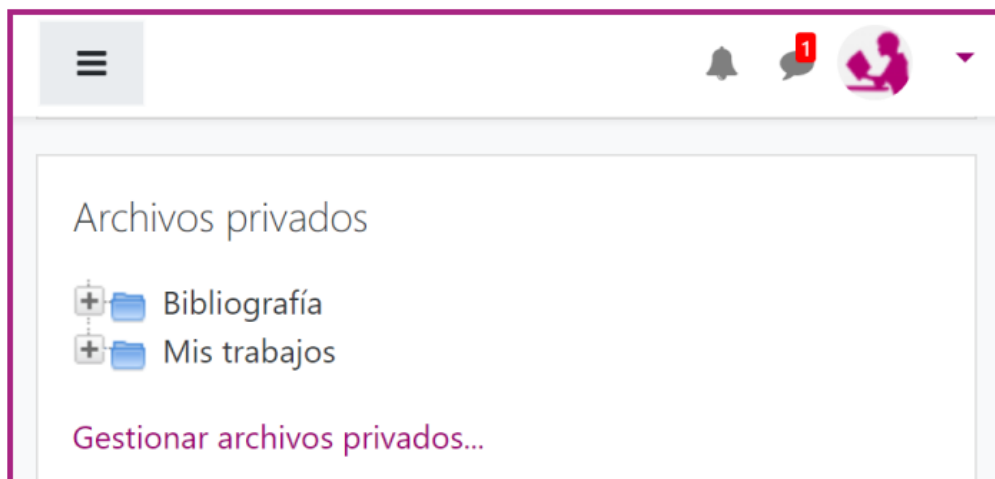 1
Archivos privados
Bibliografía
Mis trabajos
Gestionar archivos privados...